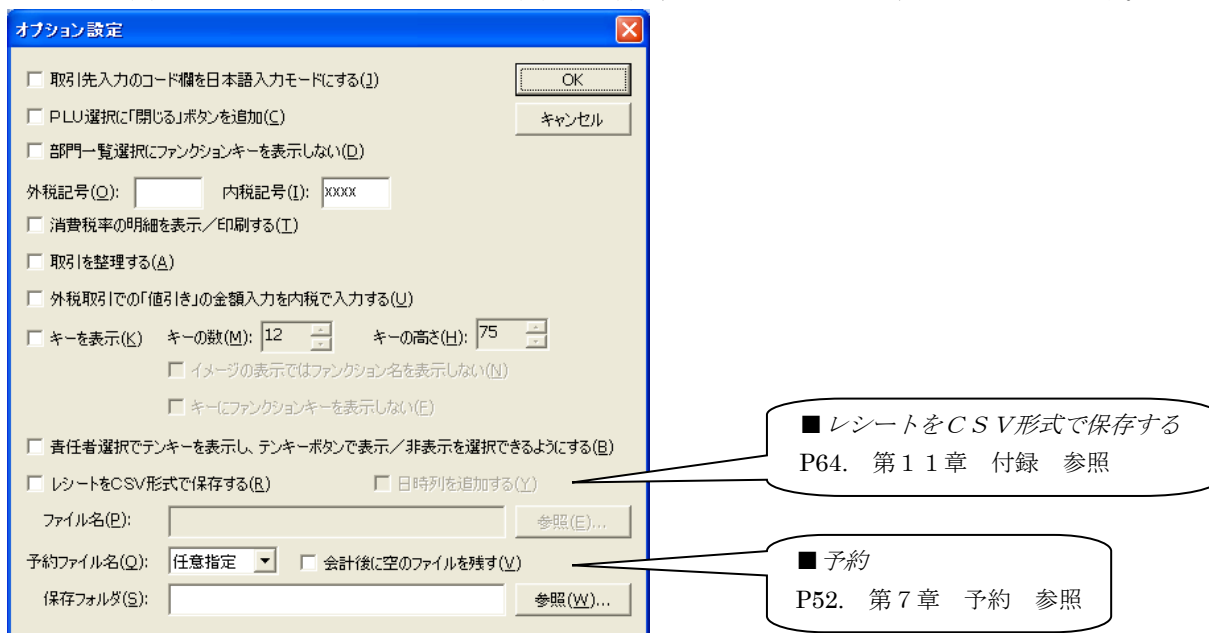 オプション設定
取引先入力のコード欄を日本語入力モードにする(J)
OK
PLU選択に「閉じる」ボタンを追加(C)
キャンセル
部門一覧選択にファンクションキーを表示しない(D)
外税記号(O): 内税記号(I): xxxx
消費税率の明細を表示／印刷する(T)
取引を整理する(A)
外税取引での「値引き」の金額入力を内税で入力する(U)
キーを表示(K) キーの数(M): 12 キーの高さ(H): 75
イメージの表示ではファンクション名を表示しない(N)
キーにファンクションキーを表示しない(F)
責任者選択でテンキーを表示し、テンキーボタンで表示／非表示を選択できるようにする(B)
レシートをCSV形式で保存する(R) 日時列を追加する(Y)
ファイル名(P): 参照(E)...
予約ファイル名(Q): 任意指定 会計後に空のファイルを残す(V)
保存フォルダ(S): 参照(W)...
■レシートをＣＳＶ形式で保存する
P64. 第１１章 付録 参照
■予約
P52. 第７章 予約 参照